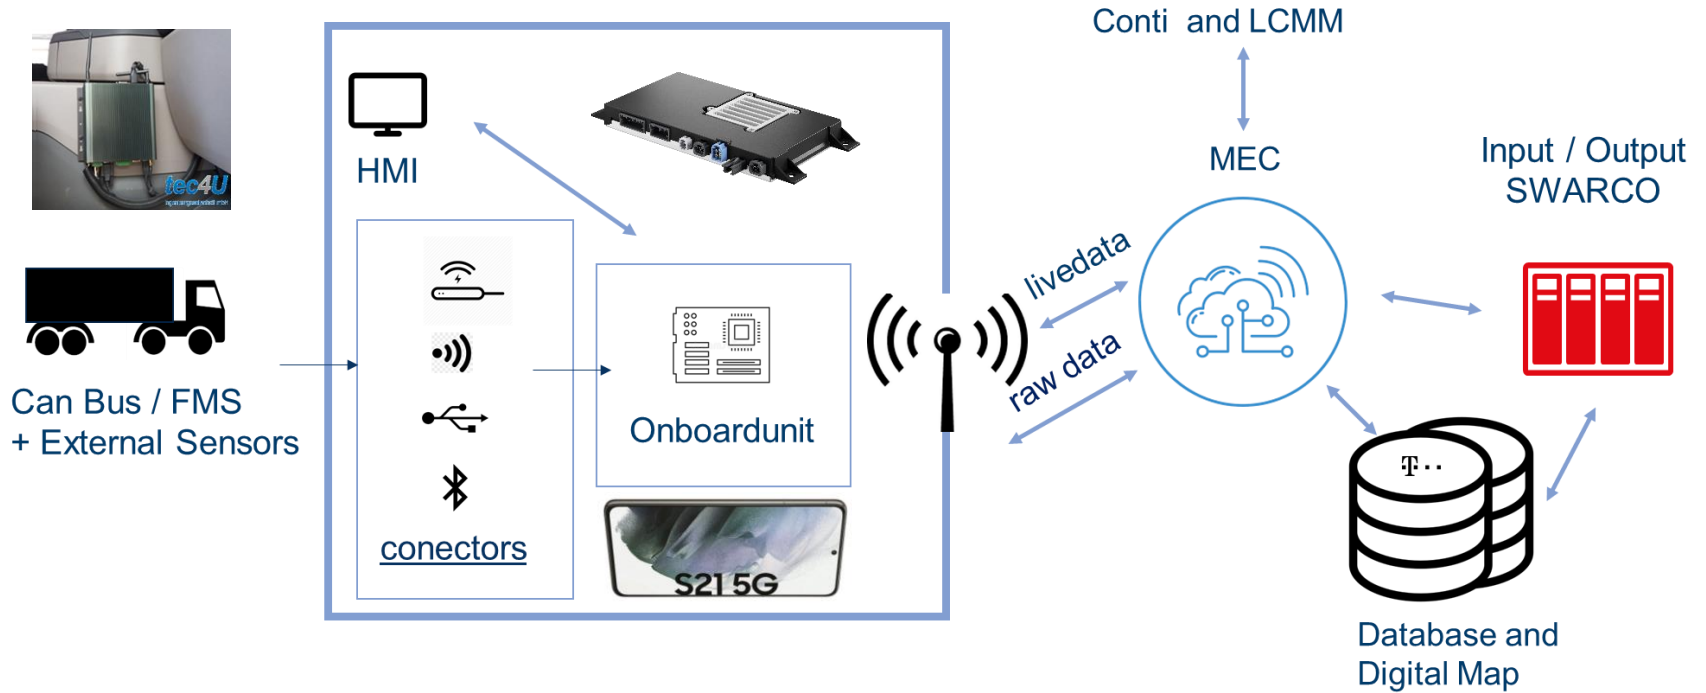 Conti and LCMM
MEC
Input / Output
SWARCO
HMI
tec4U
livedata
raw data
Can Bus / FMS
+ External Sensors
Onboardunit
conectors
S21 5G
T··
Database and
Digital Map